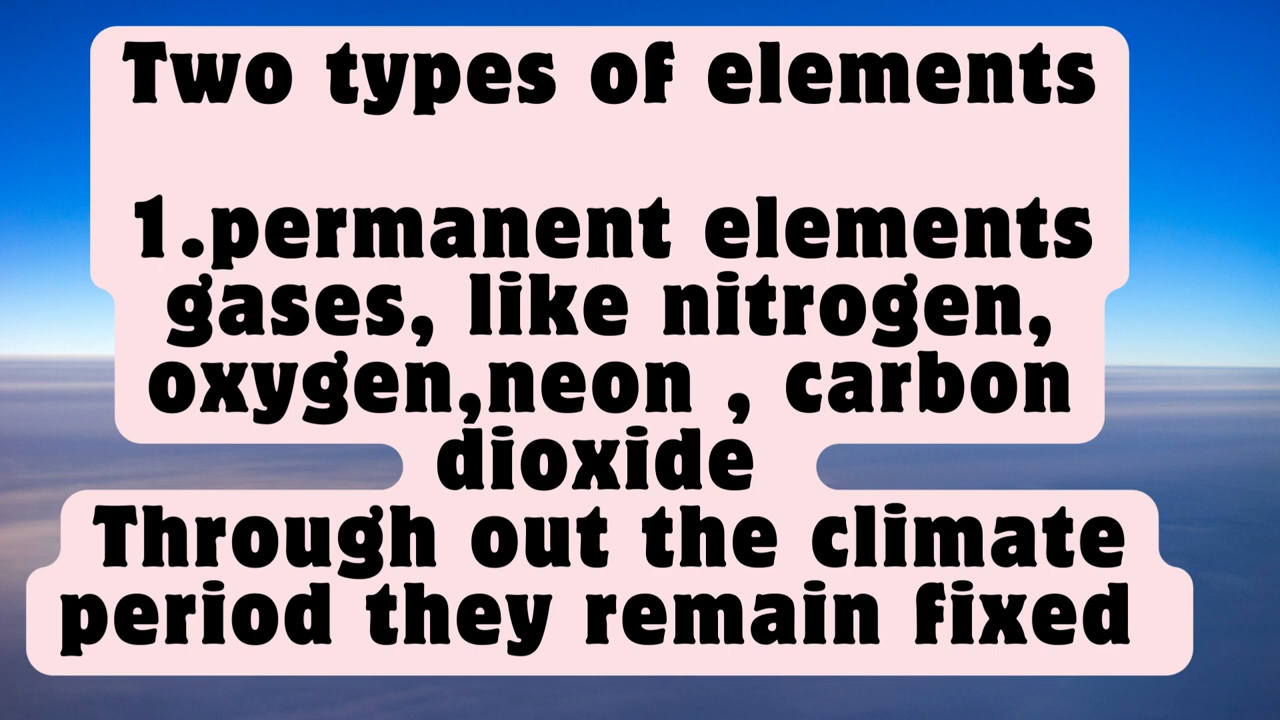 Two types of elements
1.permanent elements
gases, like nitrogen,
oxygen,neon , carbon
dioxide
Through out the climate
period they remain fixed